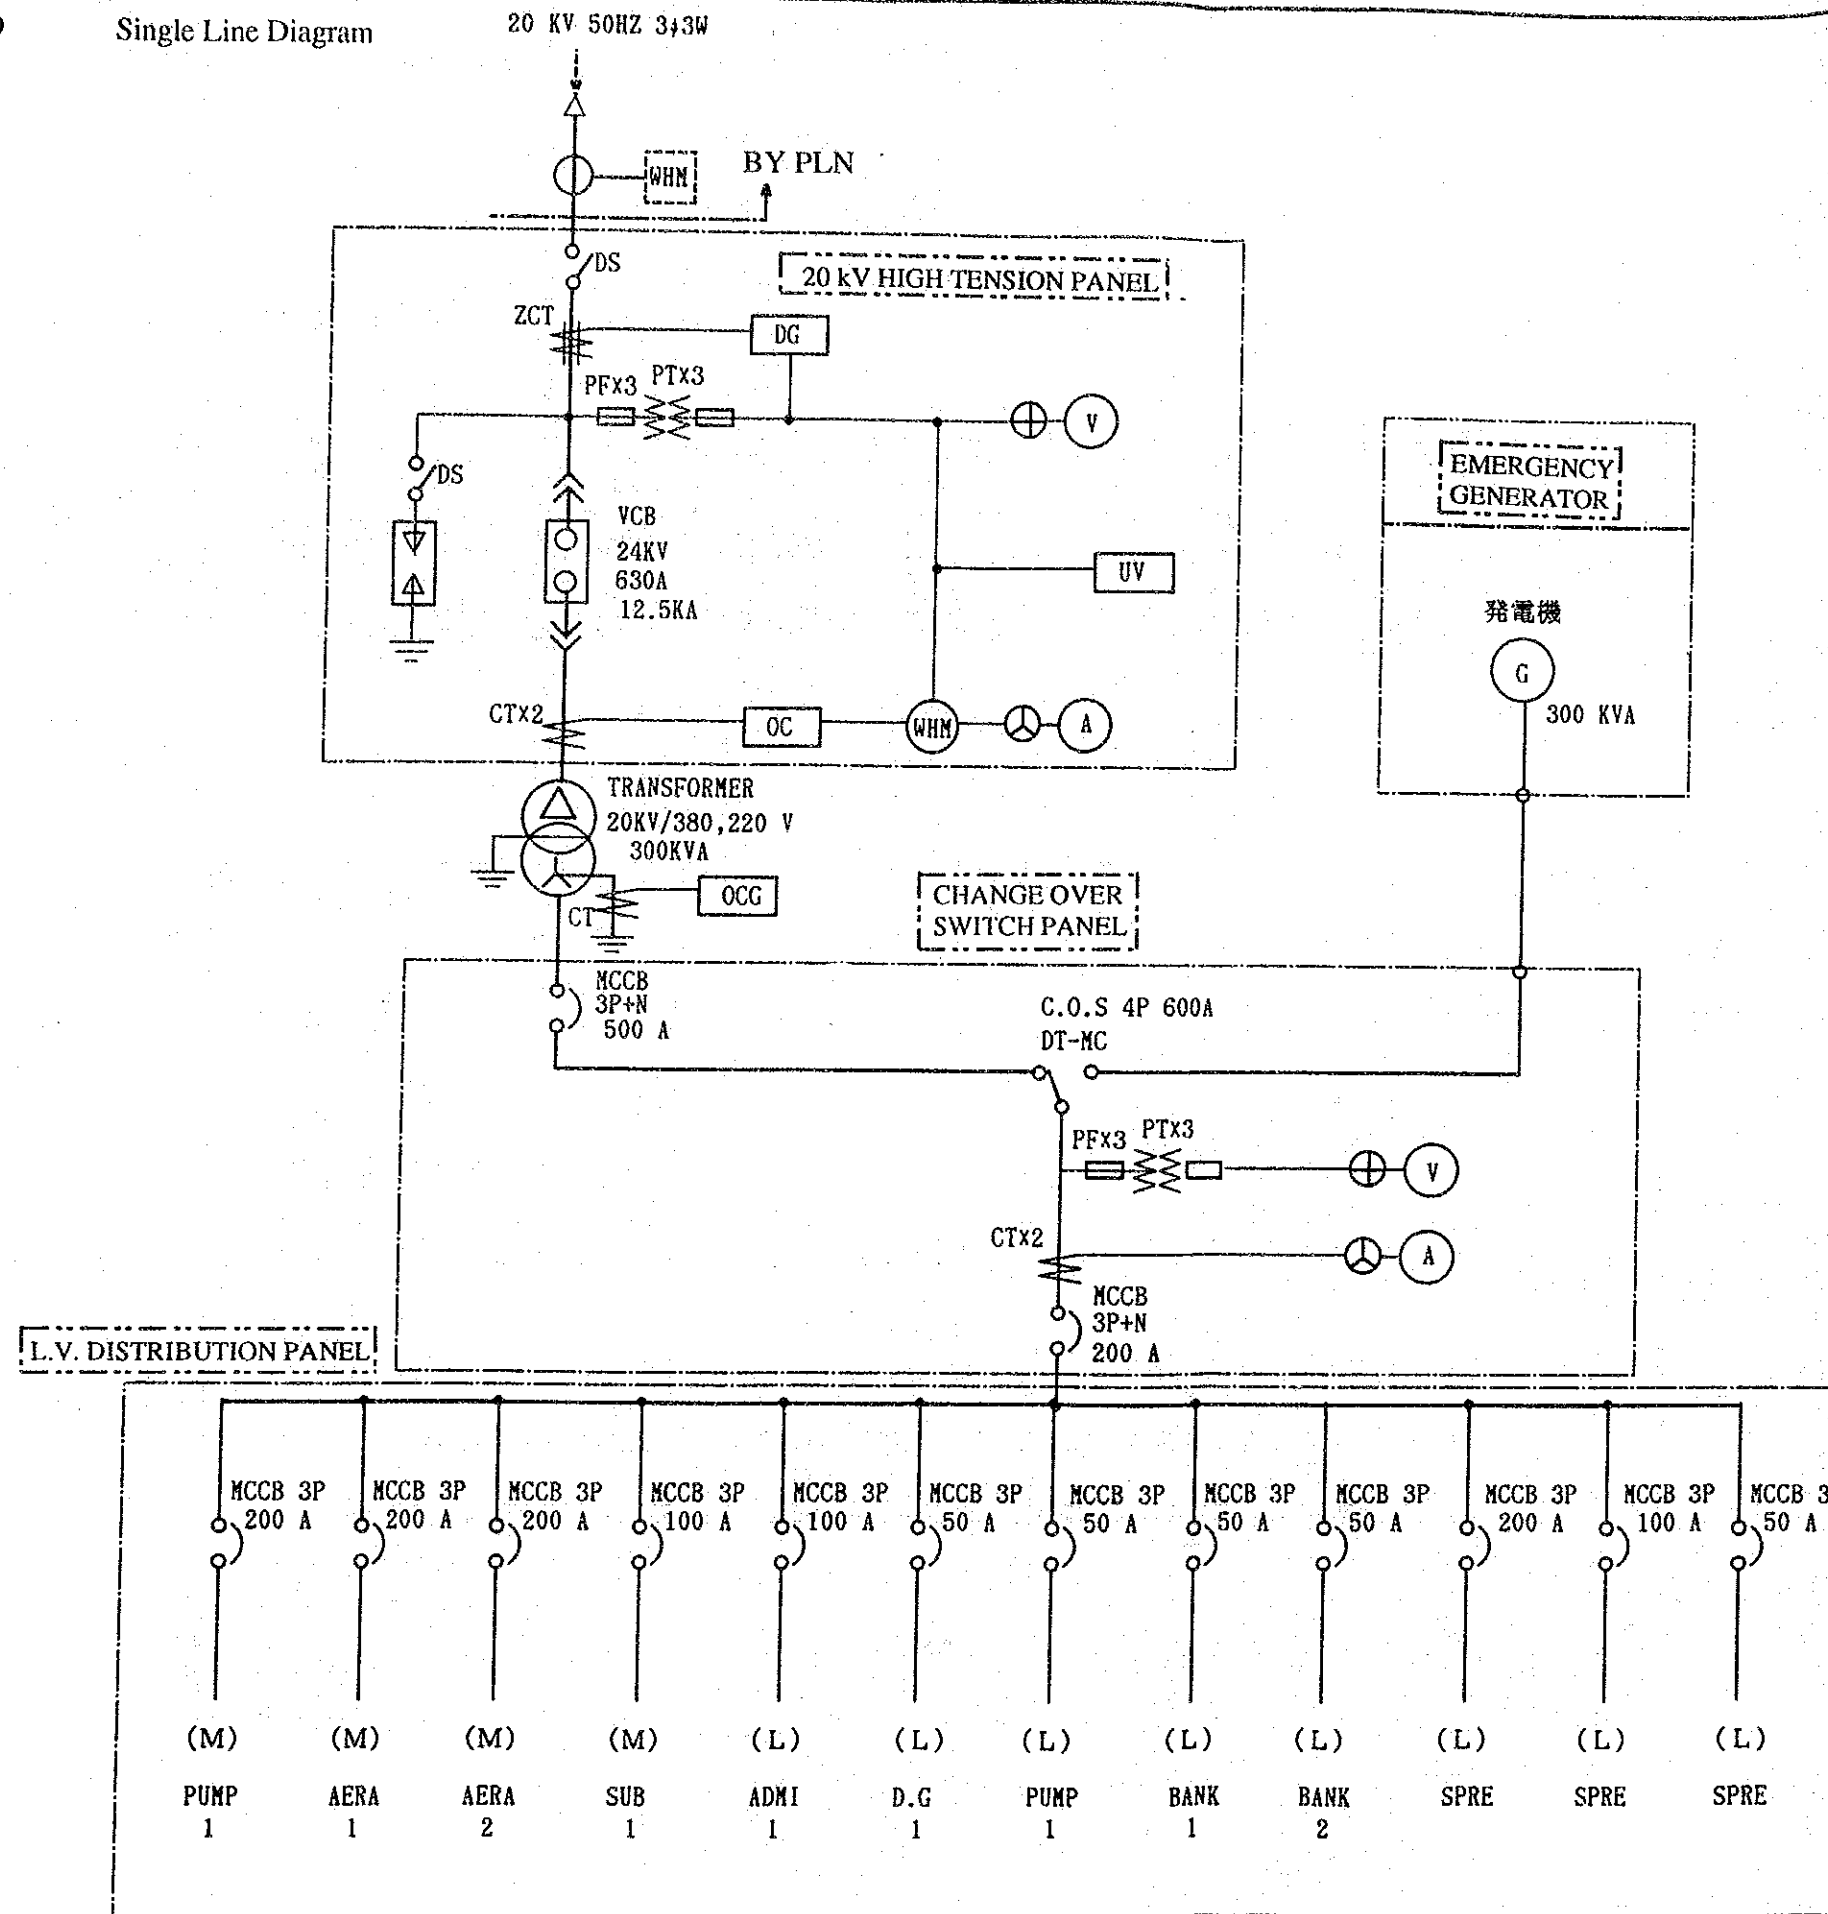 Single Line Diagram
20 KV 50HZ 3ϕ3W
WHM
BY PLN
DS
20 kV HIGH TENSION PANEL
ZCT
DG
PFX3
PTX3
V
DS
EMERGENCY
GENERATOR
VCB
24KV
630A
12.5KA
UV
発電機
G
300 KVA
CTX2
OC
WHM
A
TRANSFORMER
20KV/380,220 V
300KVA
OCG
CT
CHANGE OVER
SWITCH PANEL
MCCB
3P+N
500 A
C.O.S 4P 600A
DT-MC
PFX3
PTX3
V
CTX2
A
MCCB
3P+N
200 A
L.V. DISTRIBUTION PANEL
MCCB 3P
200 A
MCCB 3P
200 A
MCCB 3P
200 A
MCCB 3P
100 A
MCCB 3P
100 A
MCCB 3P
50 A
MCCB 3P
50 A
MCCB 3P
50 A
MCCB 3P
50 A
MCCB 3P
200 A
MCCB 3P
100 A
MCCB 3
50 A
(M)
PUMP
1
(M)
AERA
1
(M)
AERA
2
(M)
SUB
1
(L)
ADMI
1
(L)
D.G
1
(L)
PUMP
1
(L)
BANK
1
(L)
BANK
2
(L)
SPRE
(L)
SPRE
(L)
SPRE